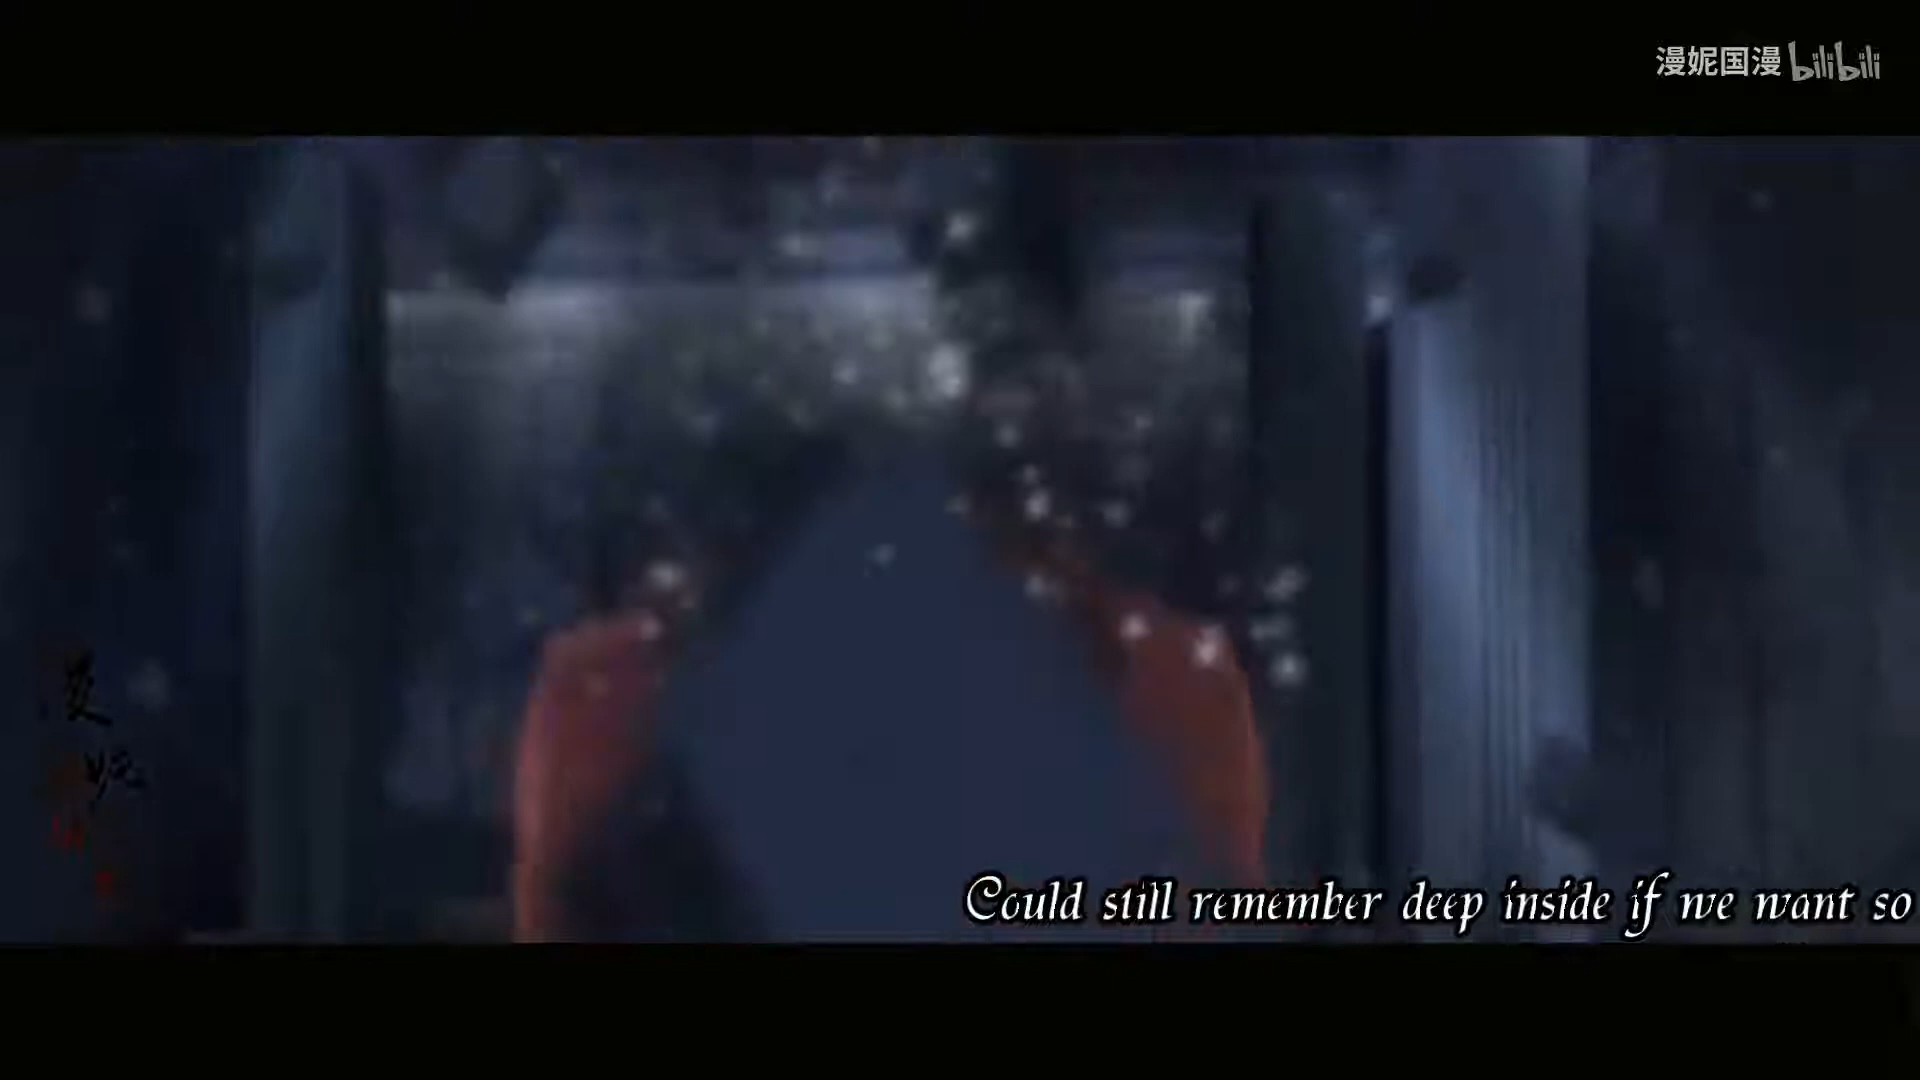 漫妮国漫 bilibili
Could still remember deep inside if we want so